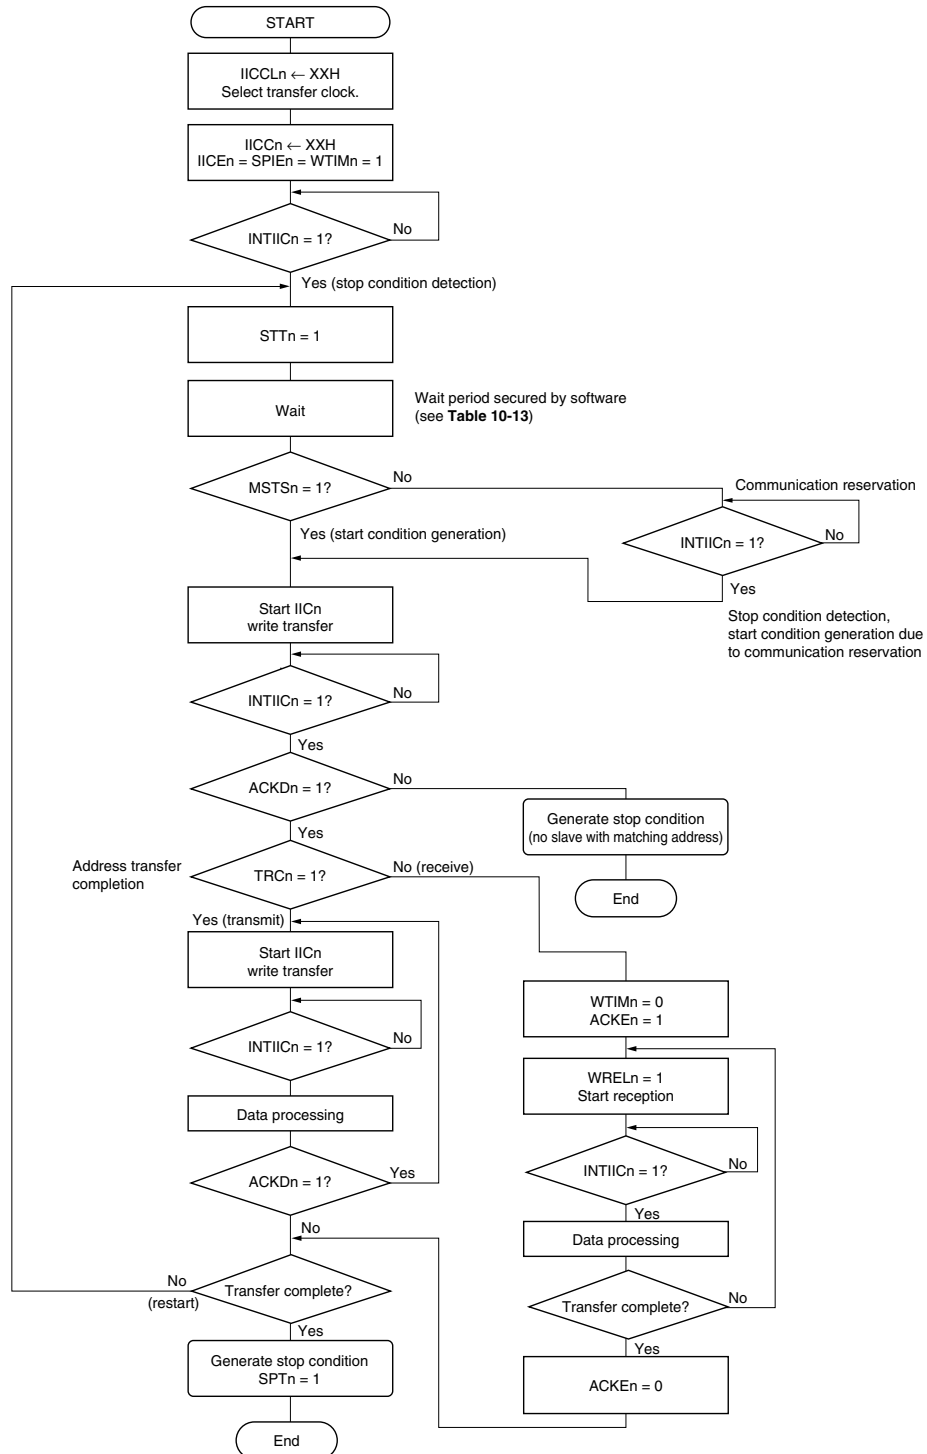 START
IICCLn ← XXH
Select transfer clock.
IICCn ← XXH
IICEn = SPIEn = WTIMn = 1
No
INTIICn = 1?
Yes (stop condition detection)
STTn = 1
Wait
Wait period secured by software
(see Table 10-13)
No
MSTSn = 1?
Communication reservation
No
INTIICn = 1?
Yes (start condition generation)
Yes
Stop condition detection,
start condition generation due
to communication reservation
Start IICn
write transfer
No
INTIICn = 1?
Yes
No
ACKDn = 1?
Generate stop condition
(no slave with matching address)
Yes
End
Address transfer
completion
No (receive)
TRCn = 1?
Yes (transmit)
Start IICn
write transfer
No
INTIICn = 1?
Data processing
Yes
ACKDn = 1?
No
WTIMn = 0
ACKEn = 1
WRELn = 1
Start reception
INTIICn = 1?
No
Yes
Data processing
Transfer complete?
No
Yes
ACKEn = 0
No
(restart)
Transfer complete?
Yes
Generate stop condition
SPTn = 1
End